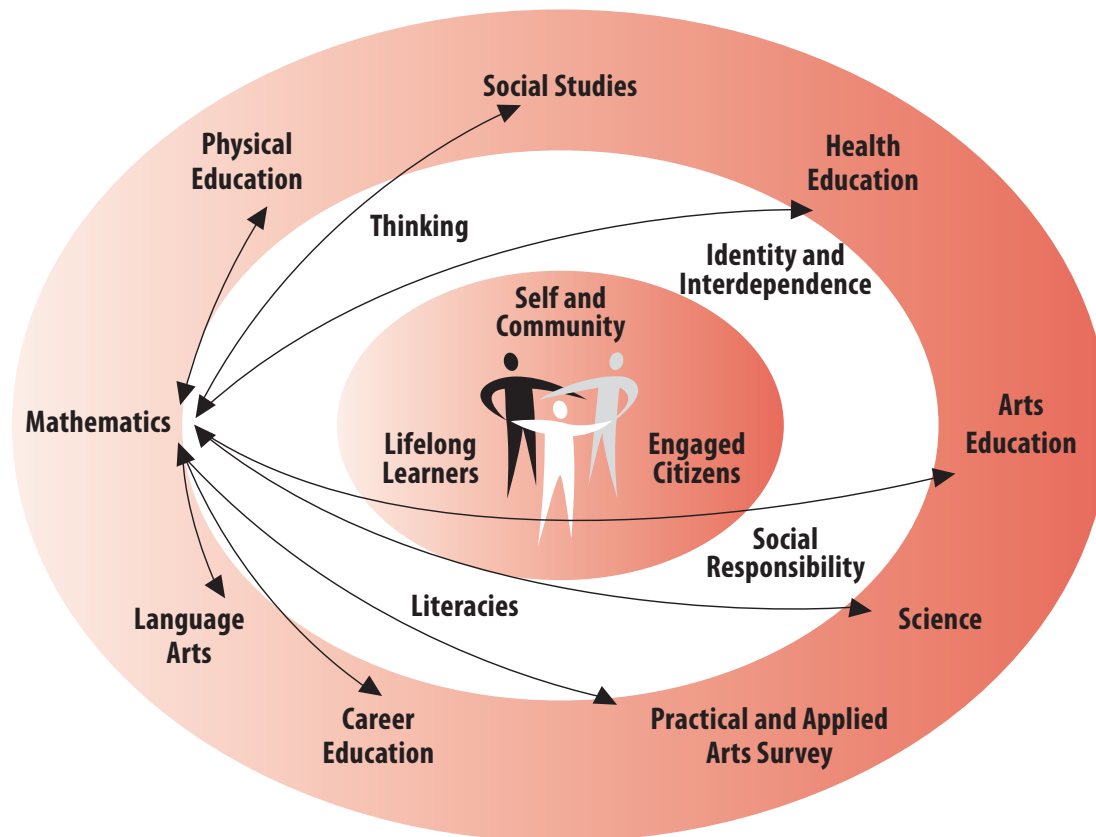 Social Studies
Physical
Education
Health
Education
Thinking
Identity and
Interdependence
Self and
Community
Mathematics
Lifelong
Learners
Engaged
Citizens
Arts
Education
Social
Responsibility
Literacies
Language
Arts
Science
Career
Education
Practical and Applied
Arts Survey